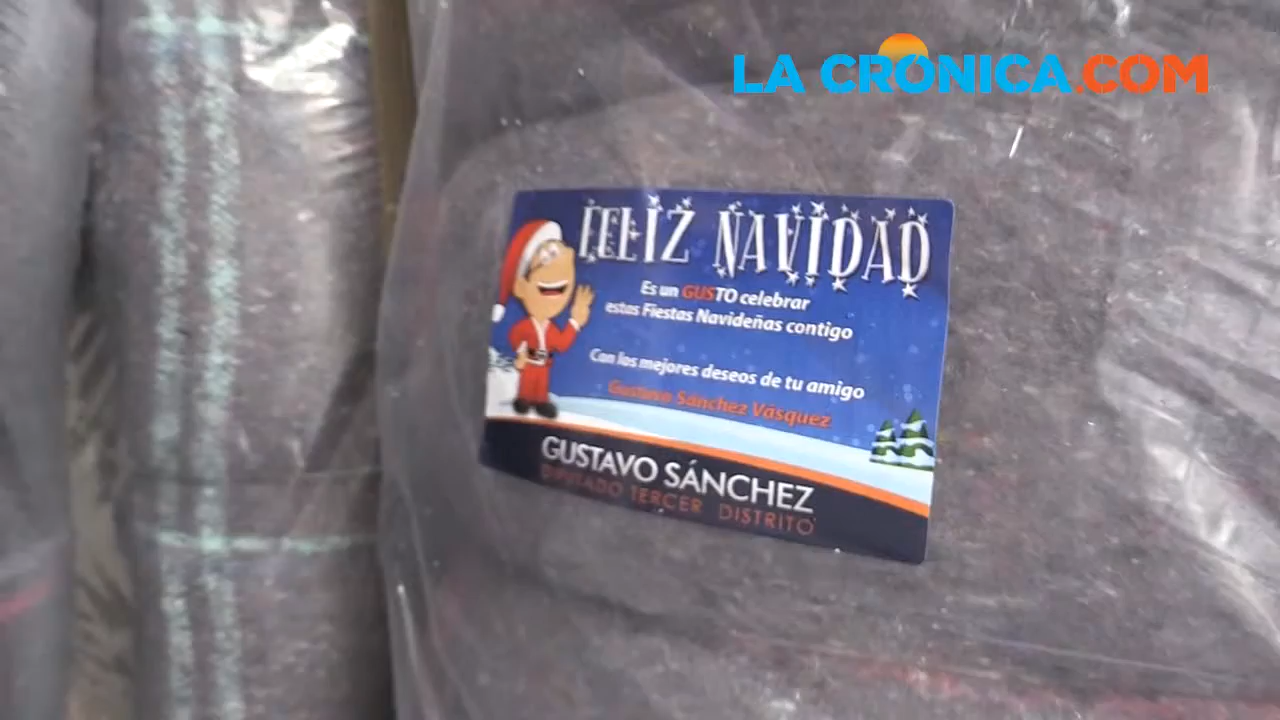 LA CRÓNICA.COM
FELIZ NAVIDAD
Es un GUSTO celebrar
estas Fiestas Navideñas contigo
Con los mejores deseos de tu amigo
Gustavo Sánchez Vásquez
GUSTAVO SÁNCHEZ
DIPUTADO TERCER DISTRITO